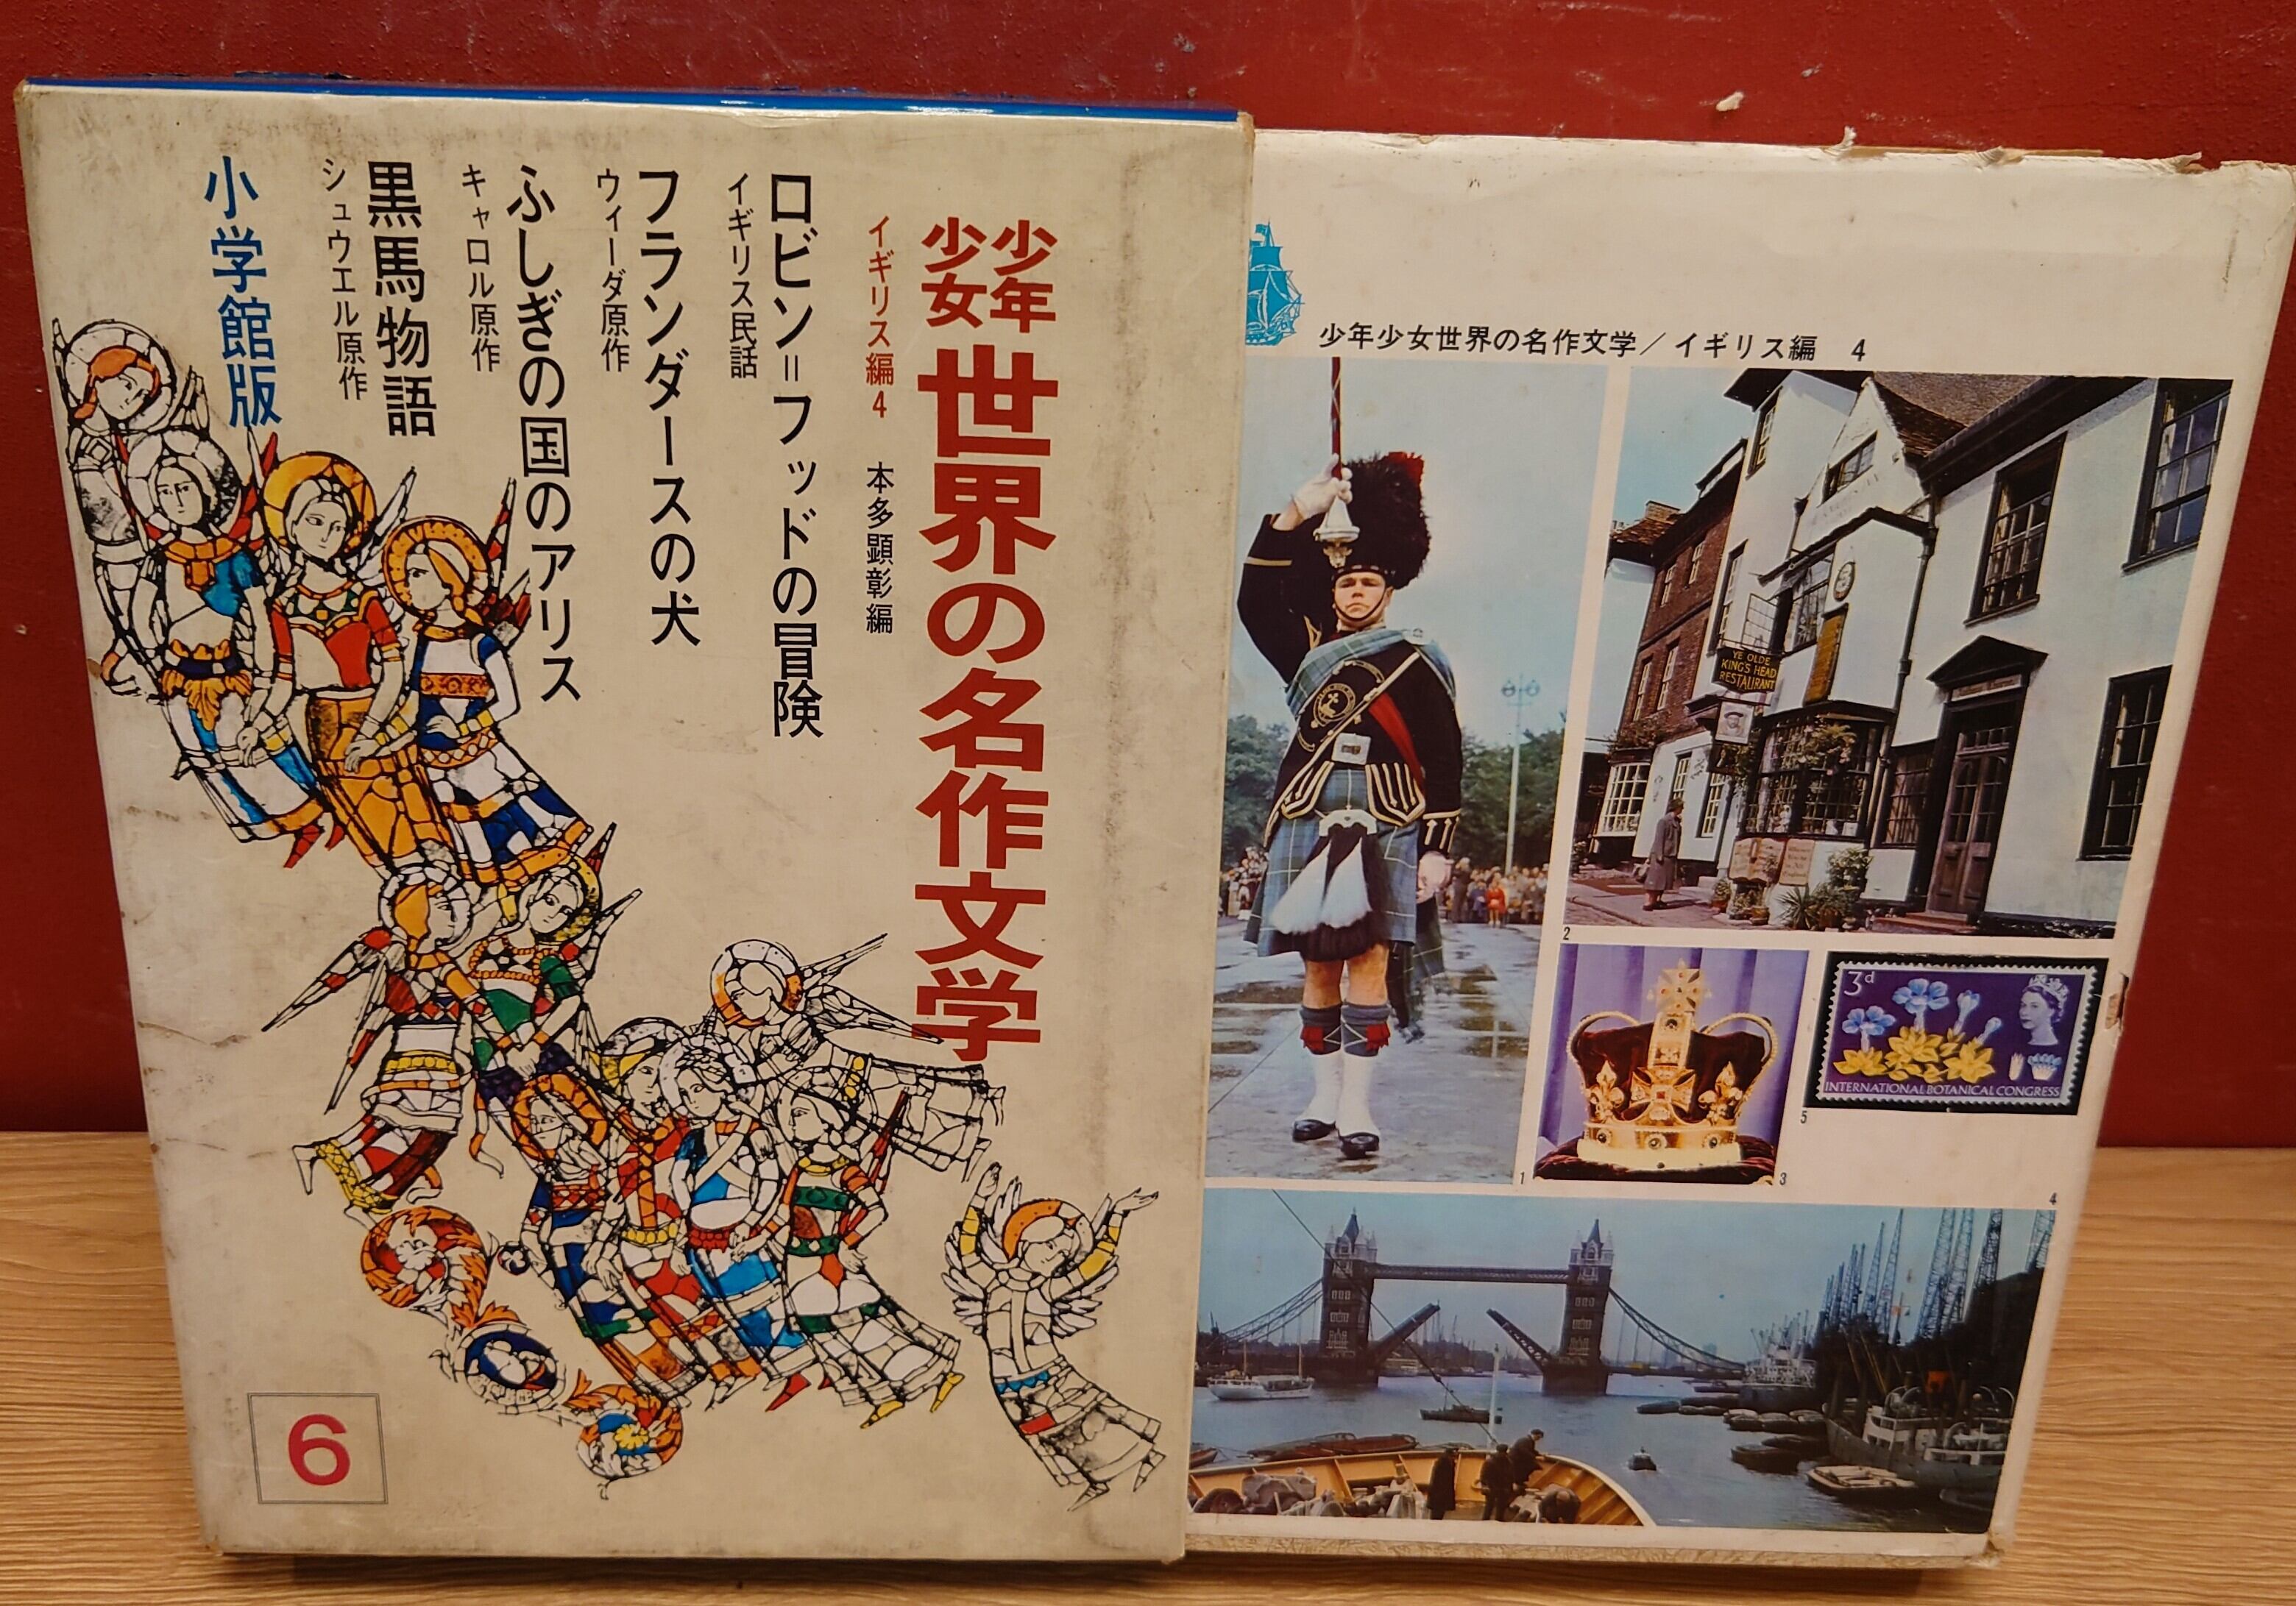 少年少女世界の名作文学
イギリス編 4 本多顕彰編
ロビン=フッドの冒険
イギリス民話
フランダースの犬
ウィーダ原作
ふしぎの国のアリス
キャロル原作
黒馬物語
シュウエル原作
小学館版
6
少年少女世界の名作文学/イギリス編 4
YE OLDE
KING'S HEAD
RESTAURANT
1
2
3
3d
INTERNATIONAL BOTANICAL CONGRESS
5
4